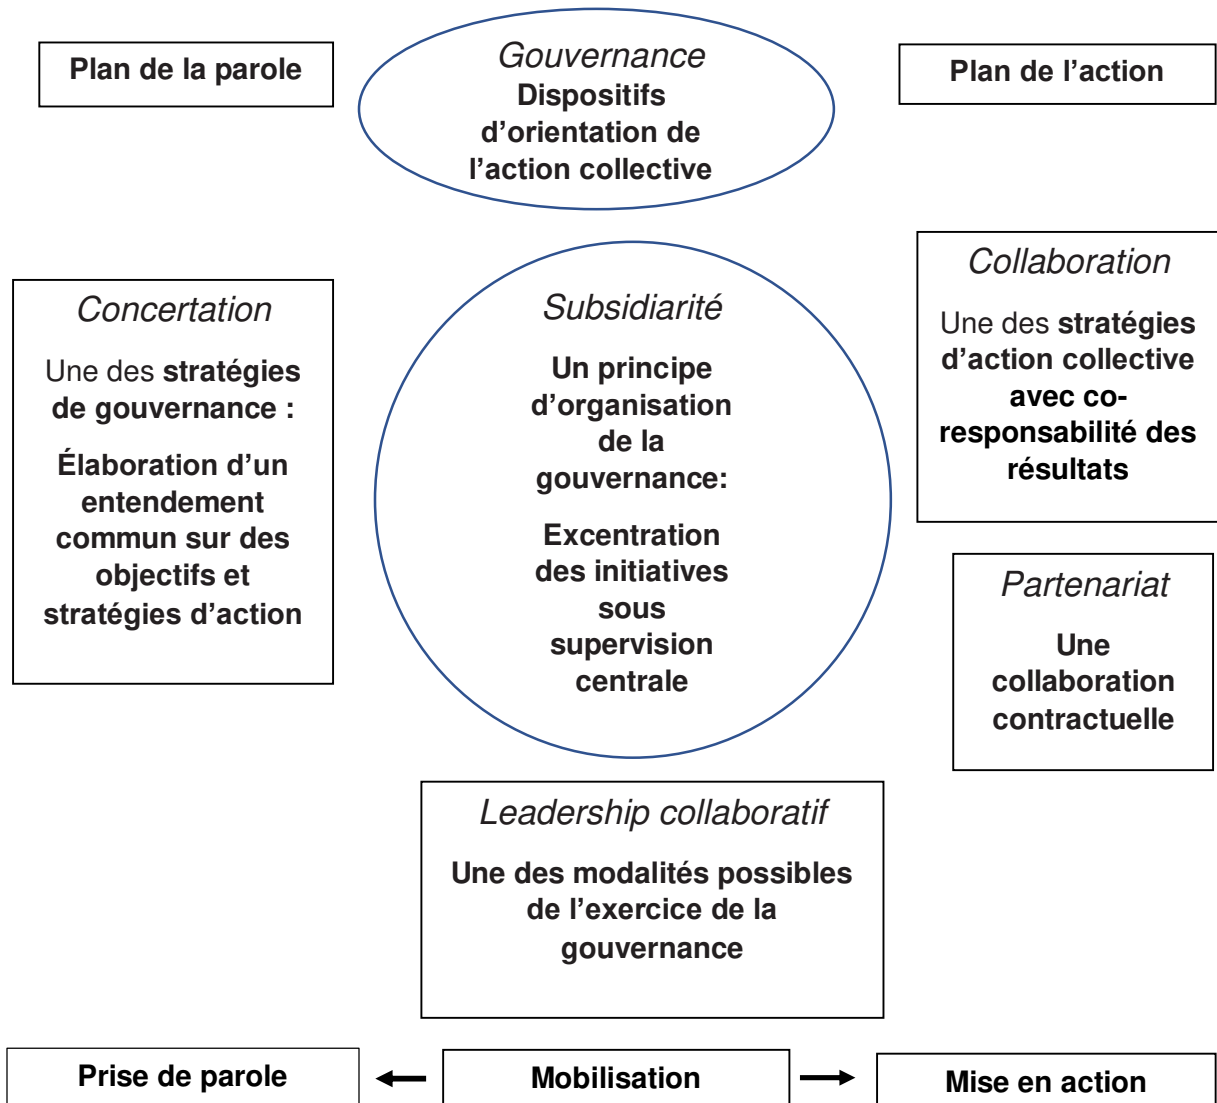 Plan de la parole
Gouvernance
Dispositifs
d’orientation de
l’action collective
Plan de l’action
Concertation
Une des stratégies
de gouvernance :
Élaboration d’un
entendement
commun sur des
objectifs et
stratégies d’action
Subsidiarité
Un principe
d’organisation
de la
gouvernance:
Excentration
des initiatives
sous
supervision
centrale
Collaboration
Une des stratégies
d’action collective
avec co-
responsabilité des
résultats
Partenariat
Une
collaboration
contractuelle
Leadership collaboratif
Une des modalités possibles
de l’exercice de la
gouvernance
Prise de parole
Mobilisation
Mise en action